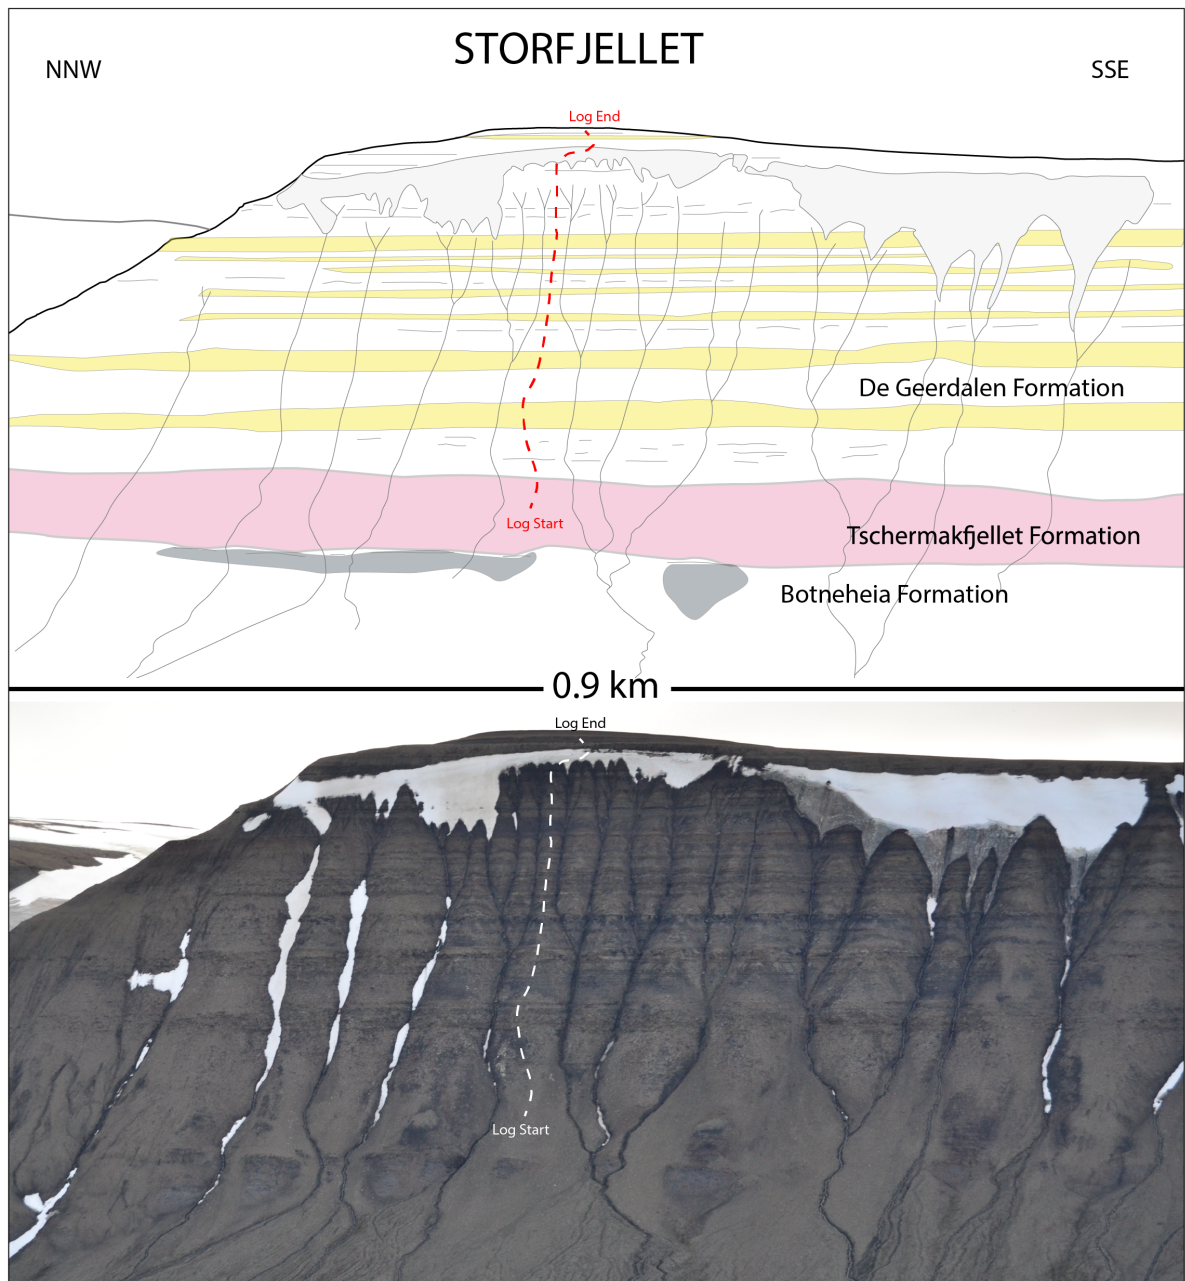 STORFJELLET
NNW
SSE
Log End
De Geerdalen Formation
Log Start
Tschermakfjellet Formation
Botneheia Formation
0.9 km
Log End
Log Start